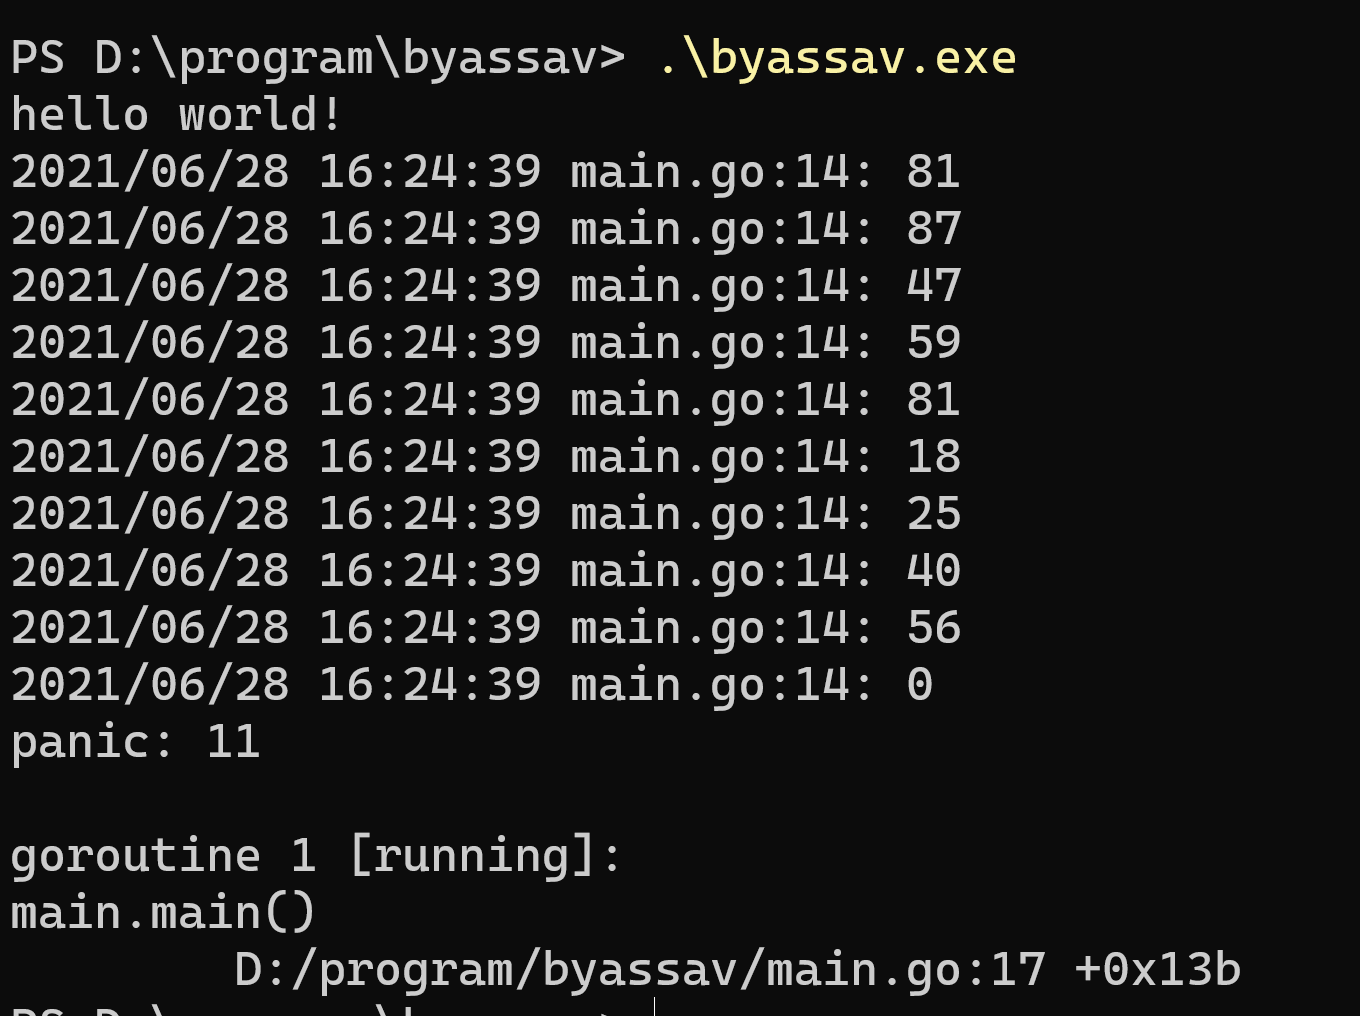 PS D:\program\byassav> .\byassav.exe
hello world!
2021/06/28 16:24:39 main.go:14: 81
2021/06/28 16:24:39 main.go:14: 87
2021/06/28 16:24:39 main.go:14: 47
2021/06/28 16:24:39 main.go:14: 59
2021/06/28 16:24:39 main.go:14: 81
2021/06/28 16:24:39 main.go:14: 18
2021/06/28 16:24:39 main.go:14: 25
2021/06/28 16:24:39 main.go:14: 40
2021/06/28 16:24:39 main.go:14: 56
2021/06/28 16:24:39 main.go:14: 0
panic: 11
goroutine 1 [running]:
main.main()
D:/program/byassav/main.go:17 +0x13b